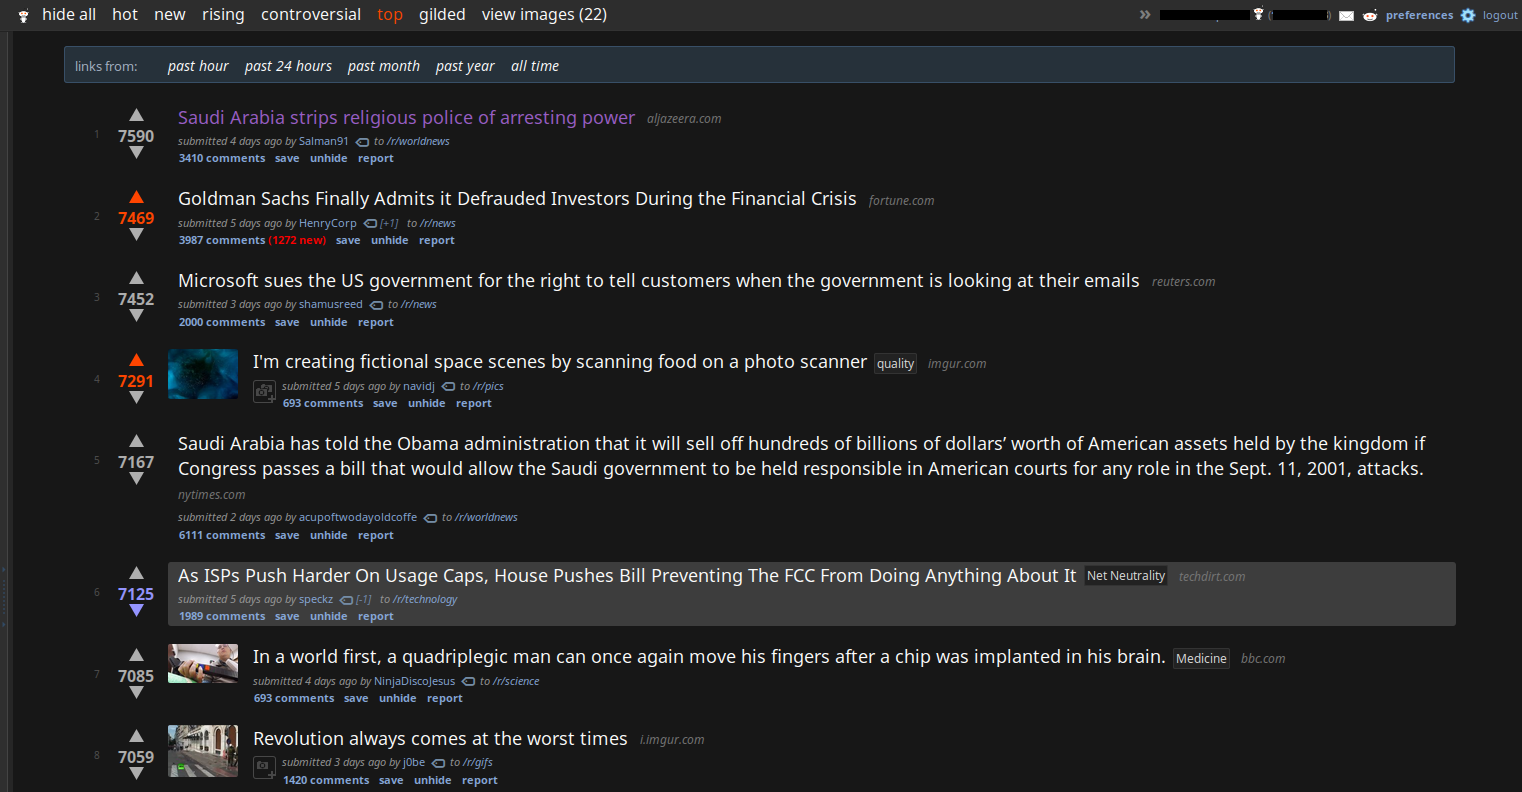 hide all hot new rising controversial top gilded view images (22) » preferences logout
links from: past hour past 24 hours past month past year all time
Saudi Arabia strips religious police of arresting power aljazeera.com
1 7590
submitted 4 days ago by Salman91 to /r/worldnews
3410 comments save unhide report
Goldman Sachs Finally Admits it Defrauded Investors During the Financial Crisis fortune.com
2 7469
submitted 5 days ago by HenryCorp [+1] to /r/news
3987 comments (1272 new) save unhide report
Microsoft sues the US government for the right to tell customers when the government is looking at their emails reuters.com
3 7452
submitted 3 days ago by shamusreed to /r/news
2000 comments save unhide report
I'm creating fictional space scenes by scanning food on a photo scanner quality imgur.com
4 7291
submitted 5 days ago by navidj to /r/pics
693 comments save unhide report
Saudi Arabia has told the Obama administration that it will sell off hundreds of billions of dollars’ worth of American assets held by the kingdom if
5 7167
Congress passes a bill that would allow the Saudi government to be held responsible in American courts for any role in the Sept. 11, 2001, attacks.
nytimes.com
submitted 2 days ago by acupoftwodayoldcoffe to /r/worldnews
6111 comments save unhide report
As ISPs Push Harder On Usage Caps, House Pushes Bill Preventing The FCC From Doing Anything About It Net Neutrality techdirt.com
6 7125
submitted 5 days ago by speckz [-1] to /r/technology
1989 comments save unhide report
In a world first, a quadriplegic man can once again move his fingers after a chip was implanted in his brain. Medicine bbc.com
7 7085
submitted 4 days ago by NinjaDiscoJesus to /r/science
693 comments save unhide report
Revolution always comes at the worst times i.imgur.com
8 7059
submitted 3 days ago by j0be to /r/gifs
1420 comments save unhide report